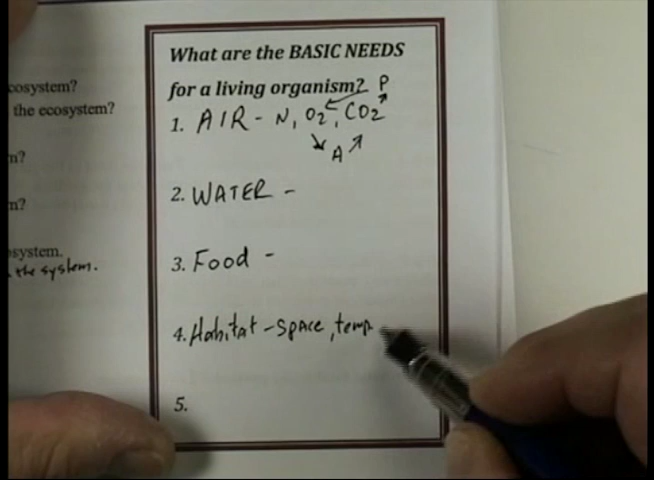 What are the BASIC NEEDS
cosystem?
for a living organism? P
the ecosystem?
1. AIR - N, O2, CO2
A
n?
2. WATER -
n?
system.
3. Food -
the system.
4. Habitat - space, temp
5.